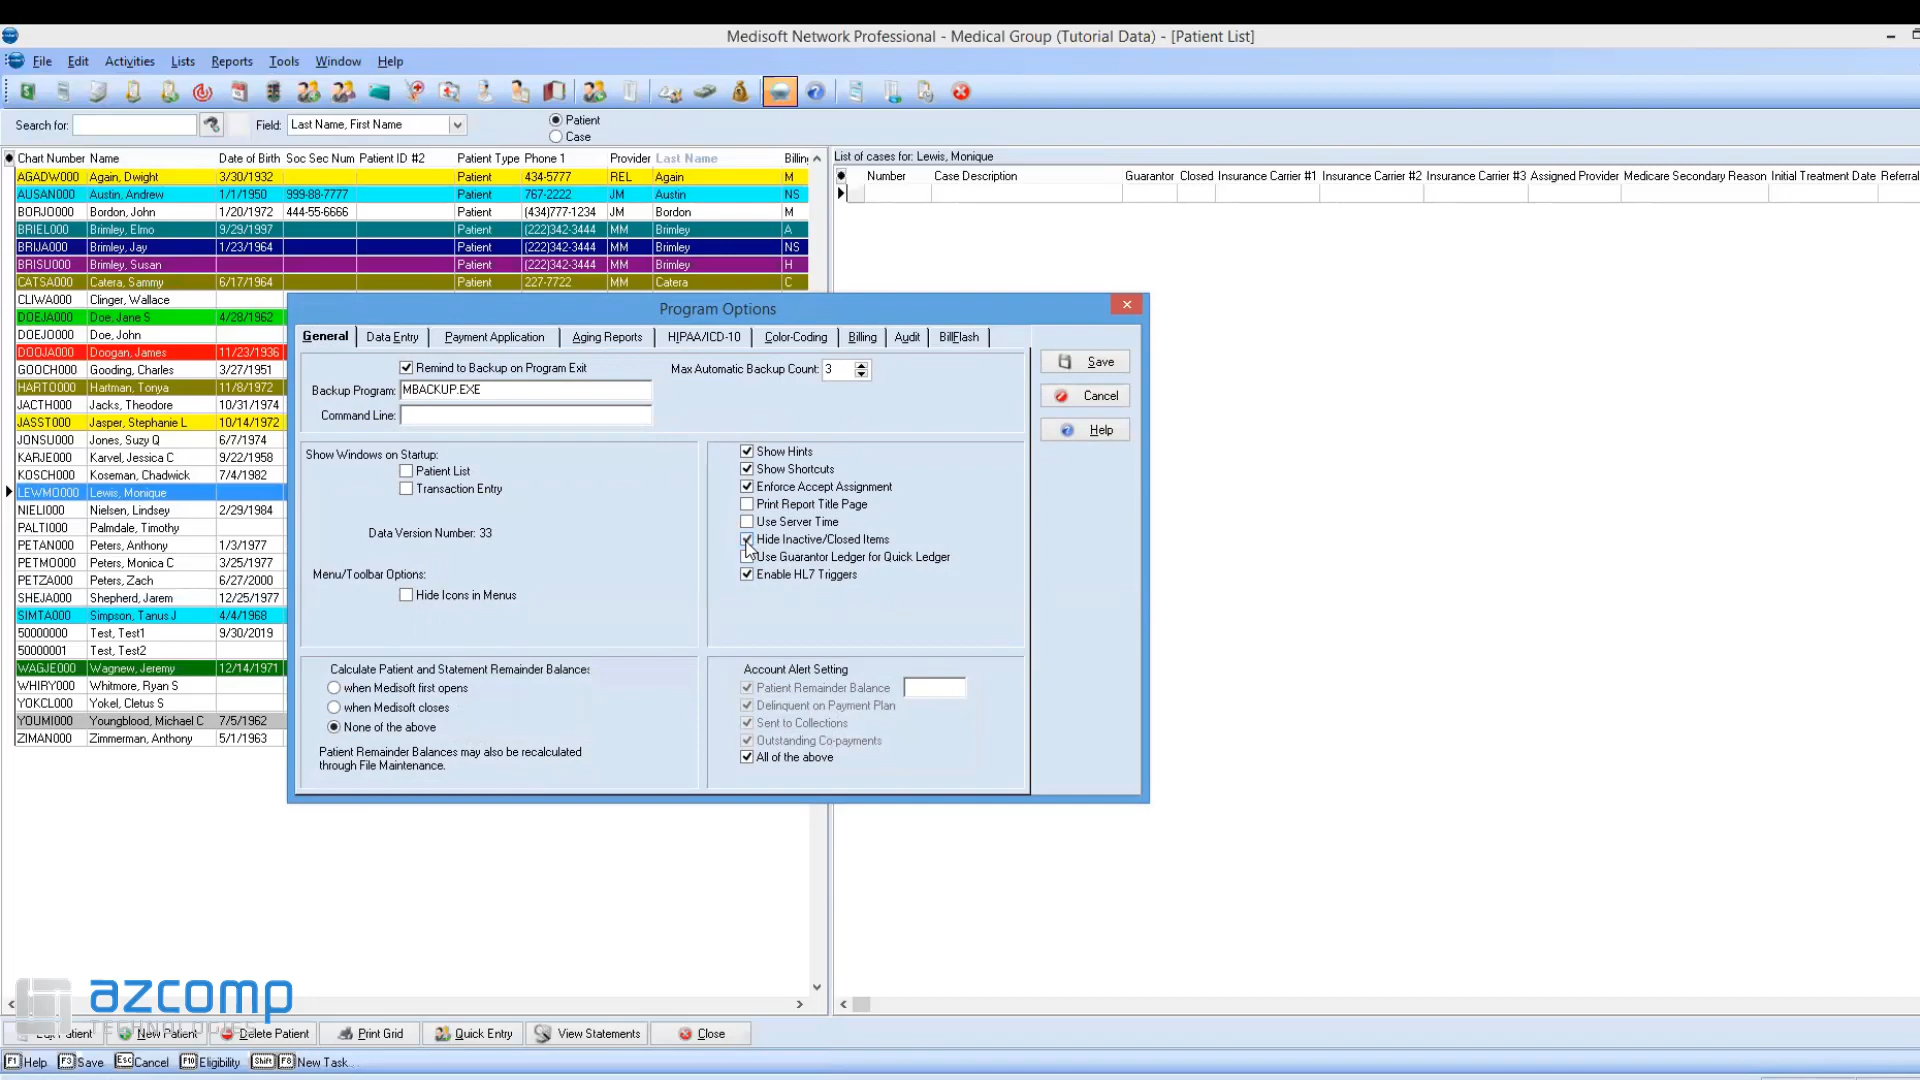 Medisoft Network Professional - Medical Group (Tutorial Data) - [Patient List]
File Edit Activities Lists Reports Tools Window Help
Search for: Field: Last Name, First Name Patient
Case
Chart Number Name Date of Birth Soc Sec Num Patient ID #2 Patient Type Phone 1 Provider Last Name Billin
AGADW000 Again, Dwight 3/30/1932 Patient 434-5777 REL Again M
AUSAN000 Austin, Andrew 1/1/1950 999-88-7777 Patient 767-2222 JM Austin NS
BORJO000 Bordon, John 1/20/1972 444-55-6666 Patient (434)777-1234 JM Bordon M
BRIEL000 Brimley, Elmo 9/29/1997 Patient (222)342-3444 MM Brimley A
BRIJA000 Brimley, Jay 1/23/1964 Patient (222)342-3444 MM Brimley NS
BRISU000 Brimley, Susan Patient (222)342-3444 MM Brimley H
CATSA000 Catera, Sammy 6/17/1964 Patient 227-7722 MM Catera C
CLIWA000 Clinger, Wallace
DOEJA000 Doe, Jane S 4/28/1962
DOEJO000 Doe, John
DOOJA000 Doogan, James 11/23/1936
GOOCH000 Gooding, Charles 3/27/1951
HARTO000 Hartman, Tonya 11/8/1972
JACTH000 Jacks, Theodore 10/31/1974
JASST000 Jasper, Stephanie L 10/14/1972
JONSU000 Jones, Suzy Q 6/7/1974
KARJE000 Karvel, Jessica C 9/22/1958
KOSCH000 Koseman, Chadwick 7/4/1982
LEWMO000 Lewis, Monique
NIELI000 Nielsen, Lindsey 2/29/1984
PALTI000 Palmdale, Timothy
PETAN000 Peters, Anthony 1/3/1977
PETMO000 Peters, Monica C 3/25/1977
PETZA000 Peters, Zach 6/27/2000
SHEJA000 Shepherd, Jarem 12/25/1977
SIMTA000 Simpson, Tanus J 4/4/1968
50000000 Test, Test1 9/30/2019
50000001 Test, Test2
WAGJE000 Wagnew, Jeremy 12/14/1971
WHIRY000 Whitmore, Ryan S
YOKCL000 Yokel, Cletus S
YOUMI000 Youngblood, Michael C 7/5/1962
ZIMAN000 Zimmerman, Anthony 5/1/1963
List of cases for: Lewis, Monique
Number Case Description Guarantor Closed Insurance Carrier #1 Insurance Carrier #2 Insurance Carrier #3 Assigned Provider Medicare Secondary Reason Initial Treatment Date Referral
Program Options
General Data Entry Payment Application Aging Reports HIPAA/ICD-10 Color-Coding Billing Audit BillFlash
Remind to Backup on Program Exit Max Automatic Backup Count: 3
Backup Program: MBACKUP.EXE
Command Line:
Save
Cancel
Help
Show Windows on Startup:
Patient List
Transaction Entry
Data Version Number: 33
Menu/Toolbar Options:
Hide Icons in Menus
Show Hints
Show Shortcuts
Enforce Accept Assignment
Print Report Title Page
Use Server Time
Hide Inactive/Closed Items
Use Guarantor Ledger for Quick Ledger
Enable HL7 Triggers
Calculate Patient and Statement Remainder Balances:
when Medisoft first opens
when Medisoft closes
None of the above
Patient Remainder Balances may also be recalculated
through File Maintenance.
Account Alert Setting
Patient Remainder Balance
Delinquent on Payment Plan
Sent to Collections
Outstanding Co-payments
All of the above
azcomp
TECHNOLOGIES
Edit Patient New Patient Delete Patient Print Grid Quick Entry View Statements Close
F1 Help F3 Save Esc Cancel F10 Eligibility Shift F8 New Task...